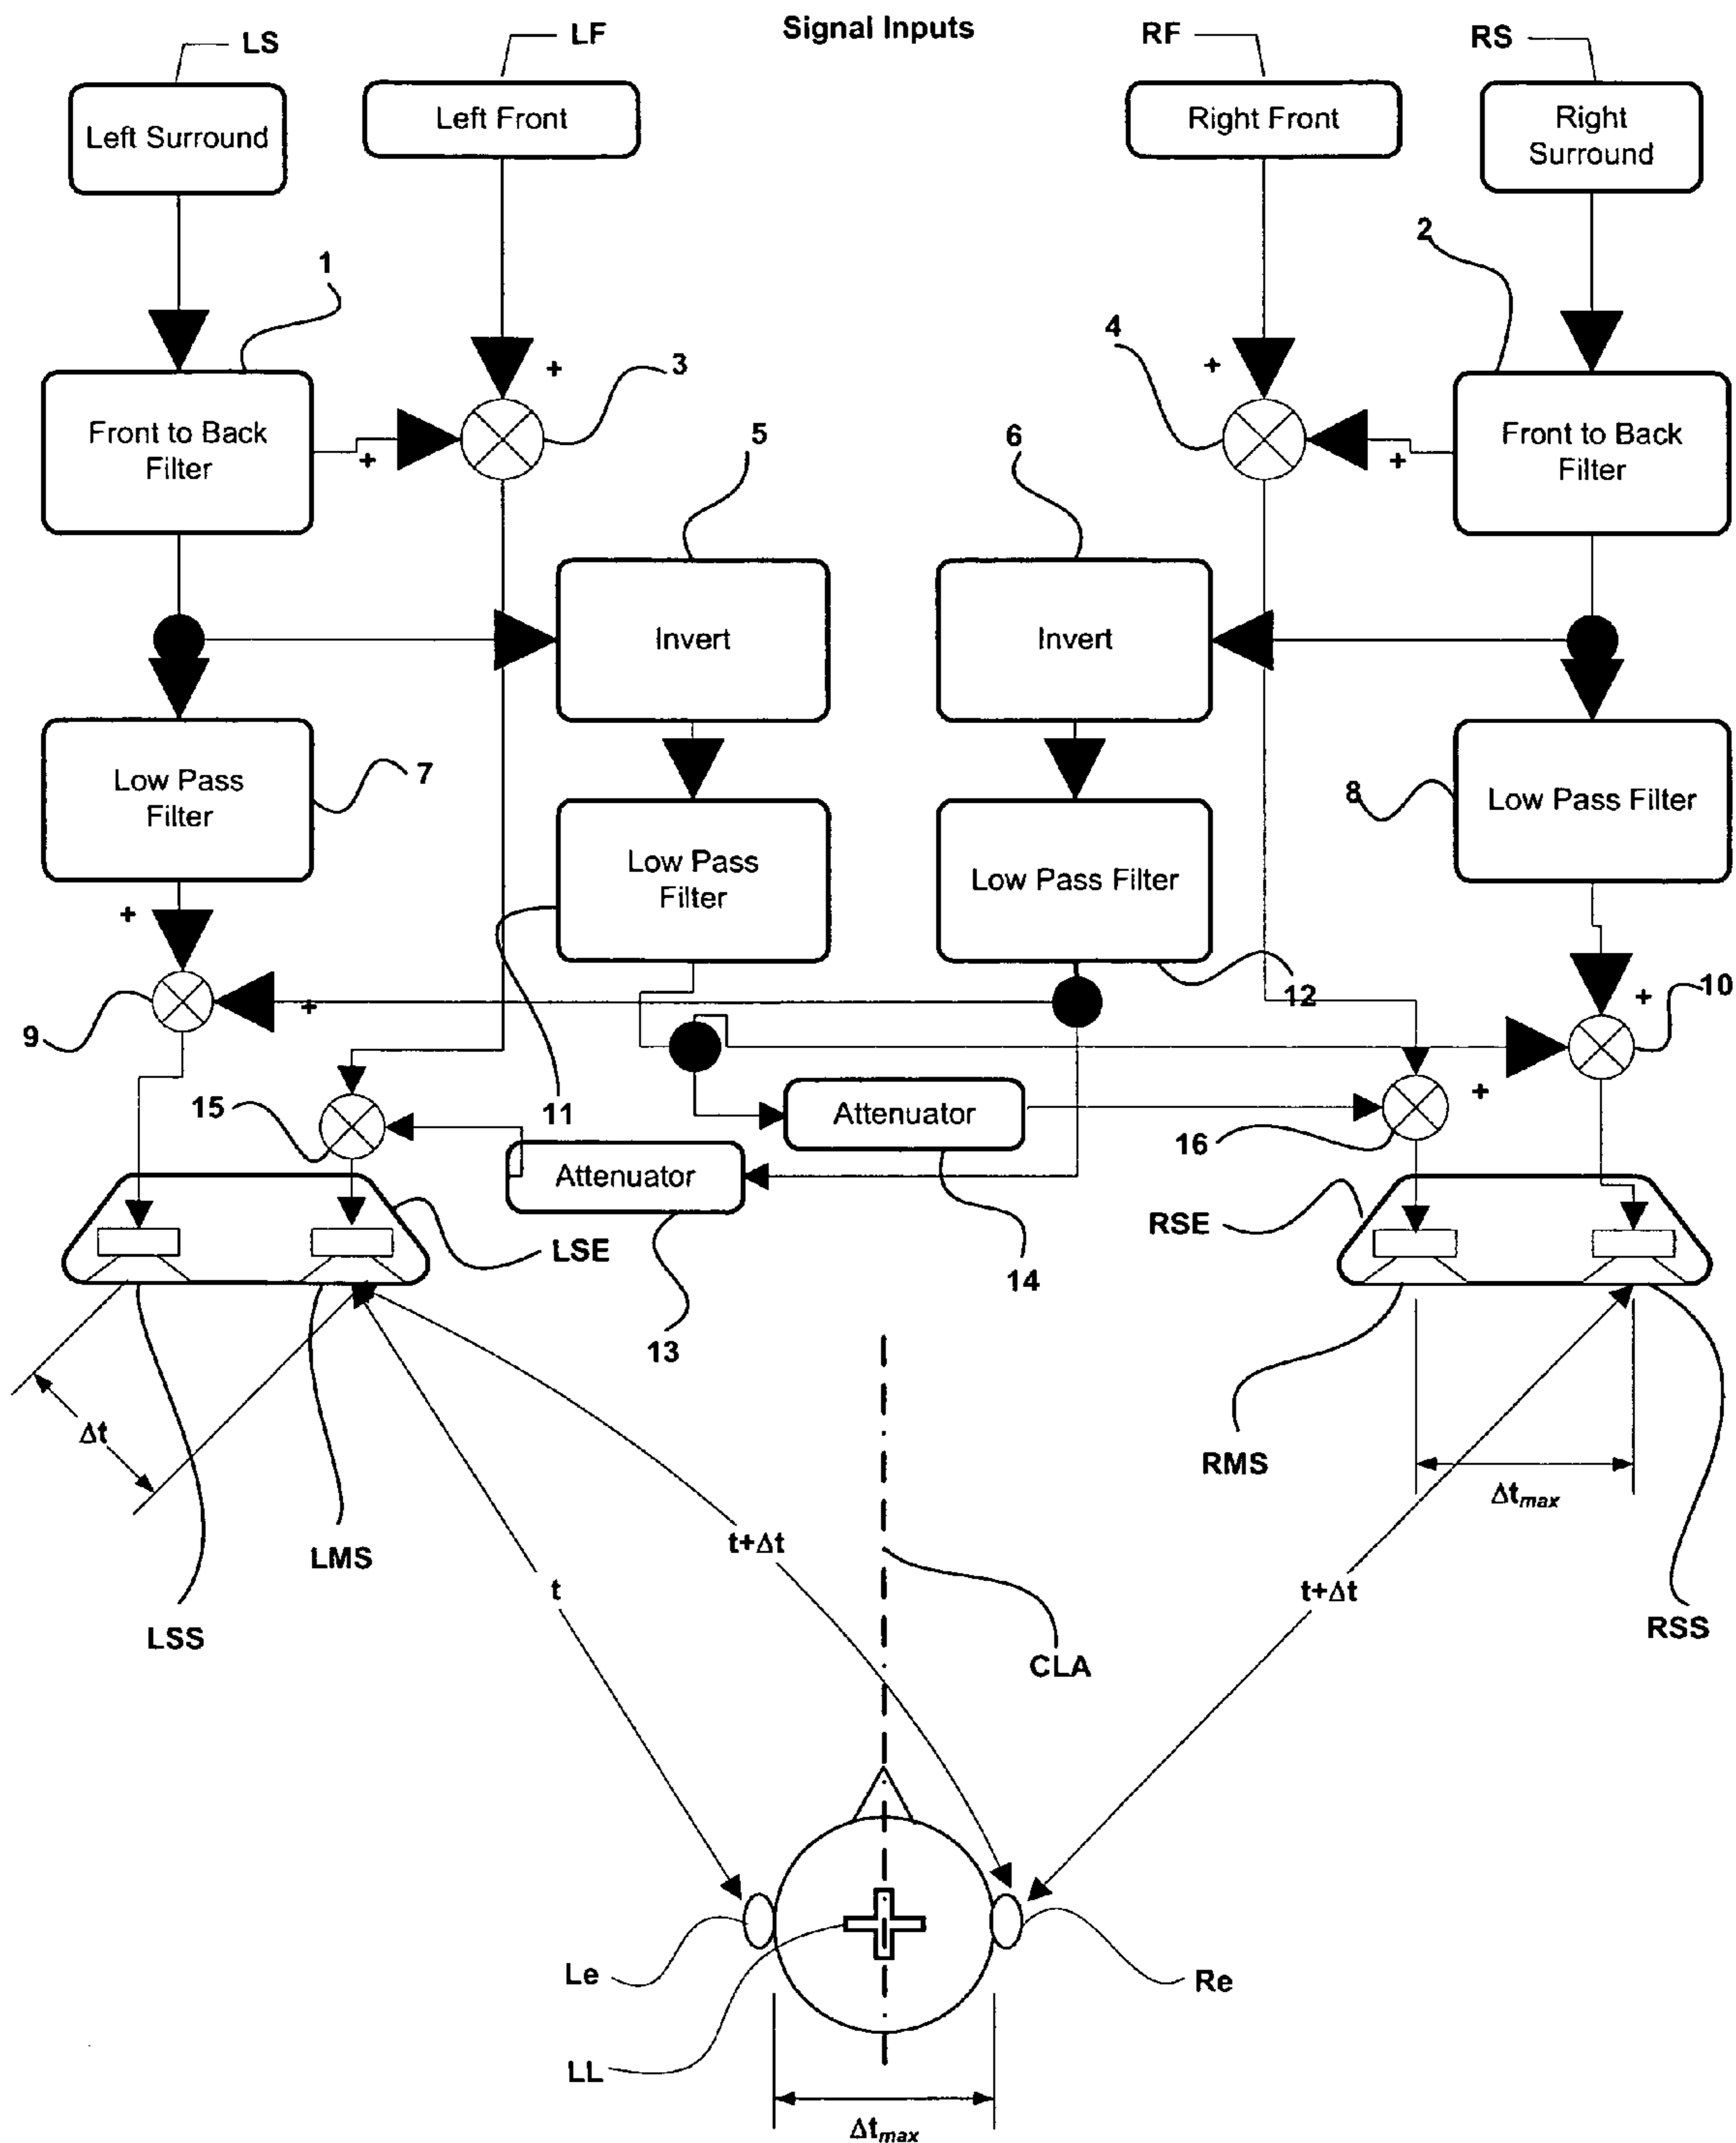 Signal Inputs
LS
LF
RF
RS
Left Surround
Left Front
Right Front
Right
Surround
1
2
3
4
+
+
+
+
Front to Back
Filter
Front to Back
Filter
5
6
Invert
Invert
7
8
Low Pass
Filter
Low Pass
Filter
Low Pass Filter
Low Pass Filter
+
+
+
+
9
10
11
12
15
Attenuator
16
Attenuator
LSE
RSE
13
14
Δt
LMS
LSS
t
t+Δt
t+Δt
CLA
RMS
Δtmax
RSS
Le
Re
LL
Δtmax